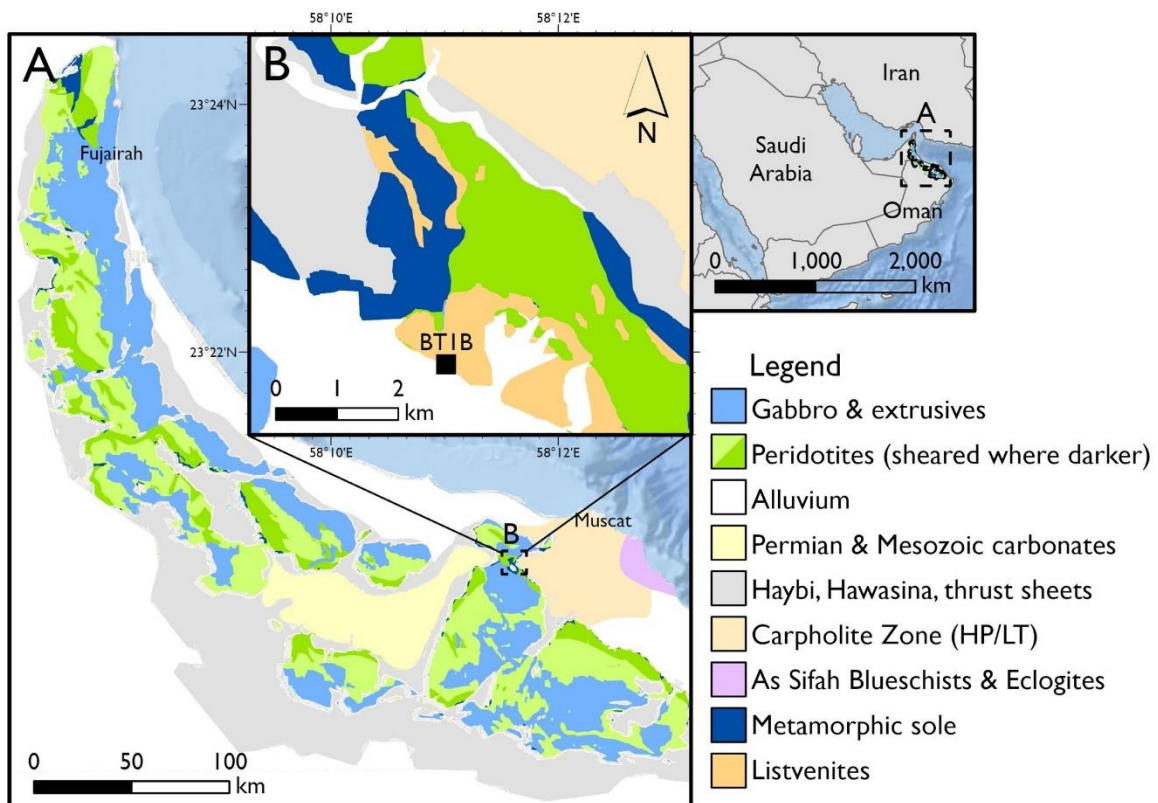 58°10'E
58°12'E
A
B
N
23°24'N
Fujairah
23°22'N
BT1B
0 1 2
km
58°10'E
58°12'E
Iran
A
Saudi
Arabia
Oman
0 1,000 2,000
km
Muscat
B
0 50 100
km
Legend
Gabbro & extrusives
Peridotites (sheared where darker)
Alluvium
Permian & Mesozoic carbonates
Haybi, Hawasina, thrust sheets
Carpholite Zone (HP/LT)
As Sifah Blueschists & Eclogites
Metamorphic sole
Listvenites